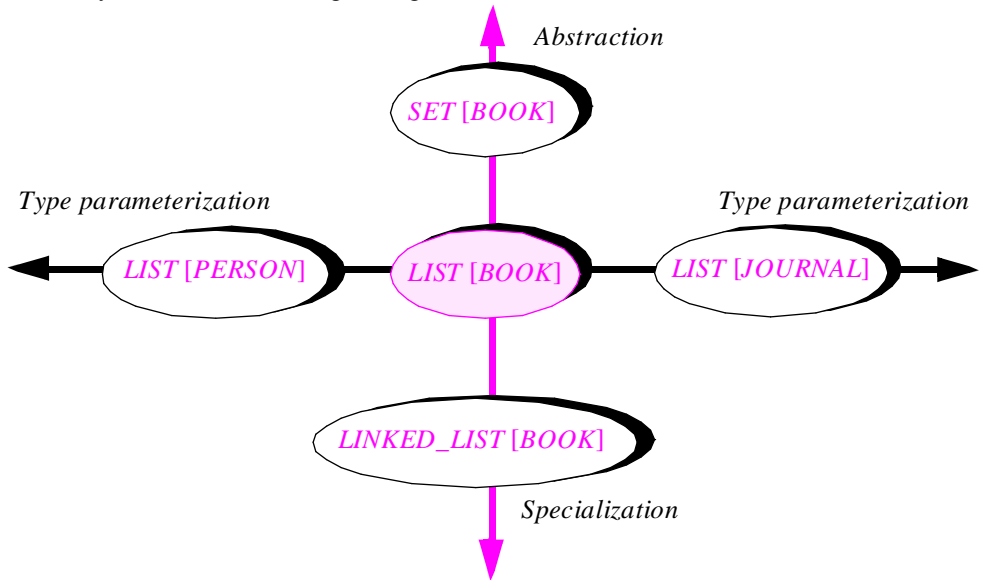 Abstraction
SET [BOOK]
Type parameterization
Type parameterization
LIST [PERSON]
LIST [BOOK]
LIST [JOURNAL]
LINKED_LIST [BOOK]
Specialization